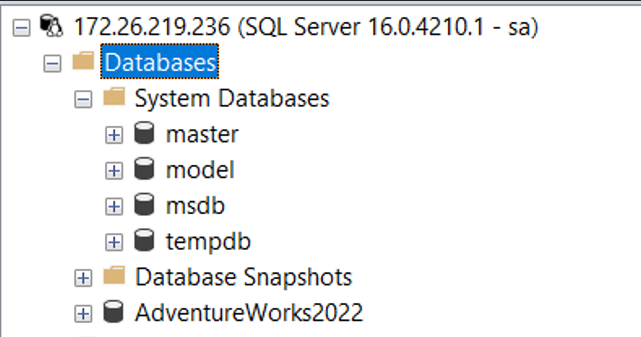 172.26.219.236 (SQL Server 16.0.4210.1 - sa)
Databases
System Databases
master
model
msdb
tempdb
Database Snapshots
AdventureWorks2022